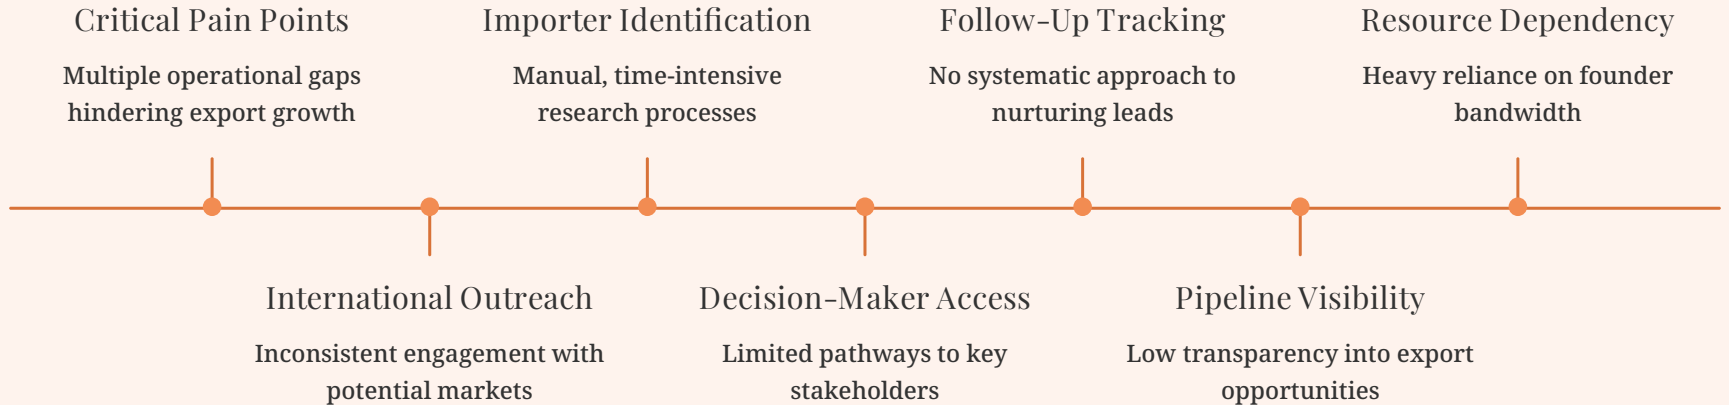 Critical Pain Points
Multiple operational gaps
hindering export growth
International Outreach
Inconsistent engagement with
potential markets
Importer Identification
Manual, time-intensive
research processes
Decision-Maker Access
Limited pathways to key
stakeholders
Follow-Up Tracking
No systematic approach to
nurturing leads
Pipeline Visibility
Low transparency into export
opportunities
Resource Dependency
Heavy reliance on founder
bandwidth